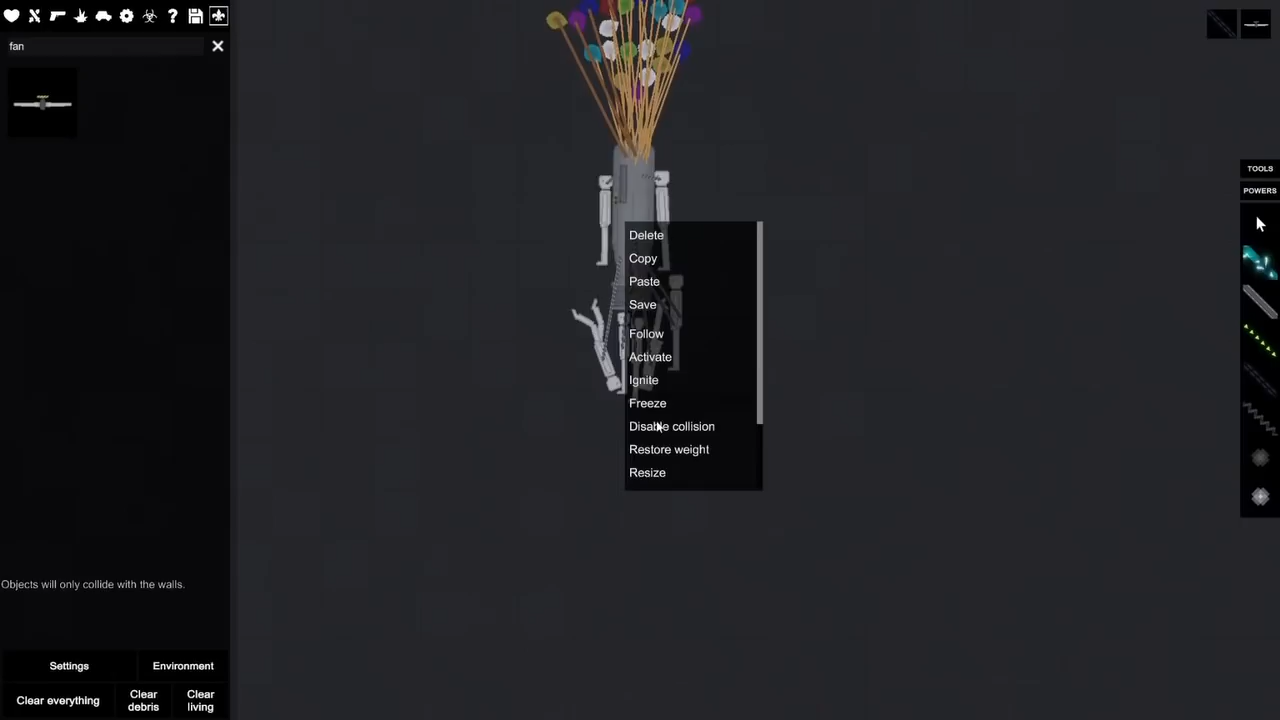 fan
TOOLS
POWERS
Delete
Copy
Paste
Save
Follow
Activate
Ignite
Freeze
Disable collision
Restore weight
Resize
Objects will only collide with the walls.
Settings
Environment
Clear everything
Clear
debris
Clear
living